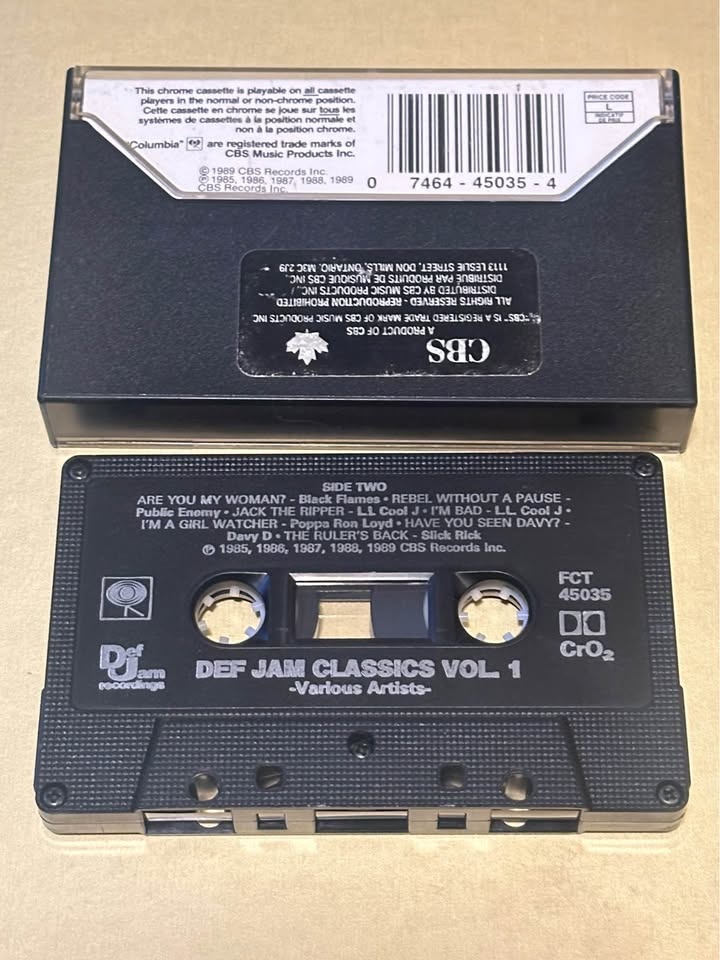 This chrome cassette is playable on all cassette
players in the normal or non-chrome position.
Cette cassette en chrome se joue sur tous les
systèmes de cassettes à la position normale et
non à la position chrome.
"Columbia" are registered trade marks of
CBS Music Products Inc.
© 1989 CBS Records Inc.
℗ 1985, 1986, 1987, 1988, 1989
CBS Records Inc.
0 7464 - 45035 - 4
PRICE CODE
L
INDICATIF
DE PRIX
CBS
A PRODUCT OF CBS
"CBS" IS A REGISTERED TRADE MARK OF CBS MUSIC PRODUCTS INC
ALL RIGHTS RESERVED - REPRODUCTION PROHIBITED
DISTRIBUTED BY CBS MUSIC PRODUCTS INC.
DISTRIBUÉ PAR PRODUITS DE MUSIQUE CBS INC.
1113 LESLIE STREET, DON MILLS, ONTARIO. M3C 2J9
SIDE TWO
ARE YOU MY WOMAN? - Black Flames • REBEL WITHOUT A PAUSE -
Public Enemy • JACK THE RIPPER - L.L Cool J • I'M BAD - L.L. Cool J •
I'M A GIRL WATCHER - Poppa Ron Loyd • HAVE YOU SEEN DAVY? -
Davy D • THE RULER'S BACK - Slick Rick
℗ 1985, 1986, 1987, 1988, 1989 CBS Records Inc.
FCT
45035
CrO₂
Def
Jam
recordings
DEF JAM CLASSICS VOL. 1
-Various Artists-